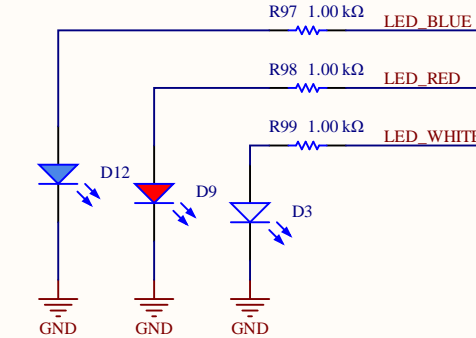 R97 1.00 kΩ LED_BLUE
R98 1.00 kΩ LED_RED
R99 1.00 kΩ LED_WHITE
D12
D9
D3
GND GND GND